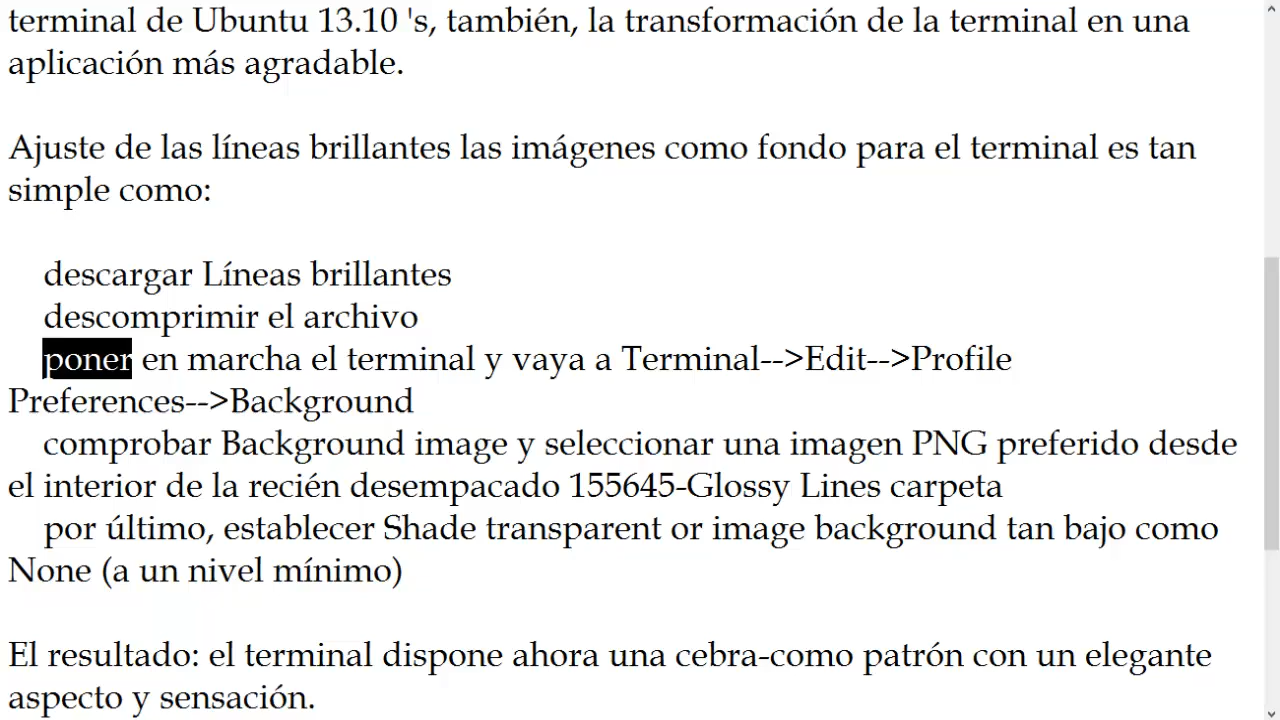 terminal de Ubuntu 13.10 's, también, la transformación de la terminal en una
aplicación más agradable.
Ajuste de las líneas brillantes las imágenes como fondo para el terminal es tan
simple como:
descargar Líneas brillantes
descomprimir el archivo
poner en marcha el terminal y vaya a Terminal-->Edit-->Profile
Preferences-->Background
comprobar Background image y seleccionar una imagen PNG preferido desde
el interior de la recién desempacado 155645-Glossy Lines carpeta
por último, establecer Shade transparent or image background tan bajo como
None (a un nivel mínimo)
El resultado: el terminal dispone ahora una cebra-como patrón con un elegante
aspecto y sensación.